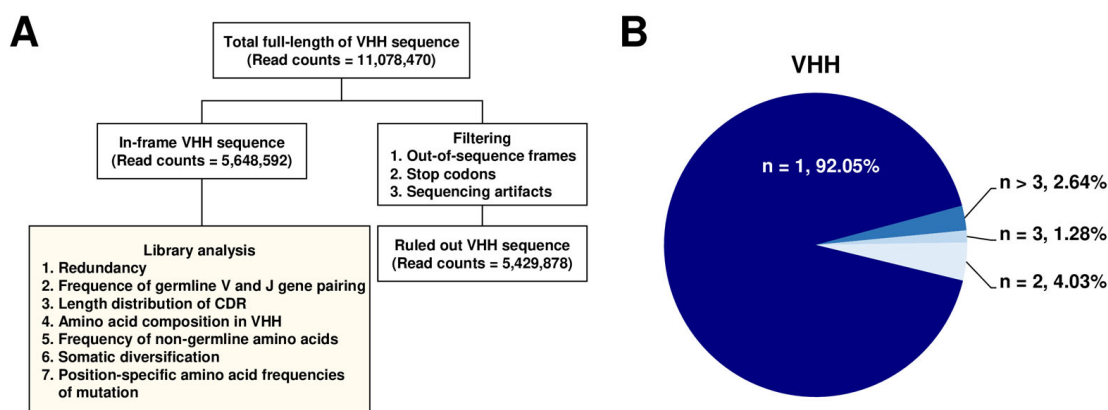 A
Total full-length of VHH sequence
(Read counts = 11,078,470)
In-frame VHH sequence
(Read counts = 5,648,592)
Filtering
1. Out-of-sequence frames
2. Stop codons
3. Sequencing artifacts
Ruled out VHH sequence
(Read counts = 5,429,878)
Library analysis
1. Redundancy
2. Frequence of germline V and J gene pairing
3. Length distribution of CDR
4. Amino acid composition in VHH
5. Frequence of non-germline amino acids
6. Somatic diversification
7. Position-specific amino acid frequencies
of mutation
B
VHH
n = 1, 92.05%
n > 3, 2.64%
n = 3, 1.28%
n = 2, 4.03%